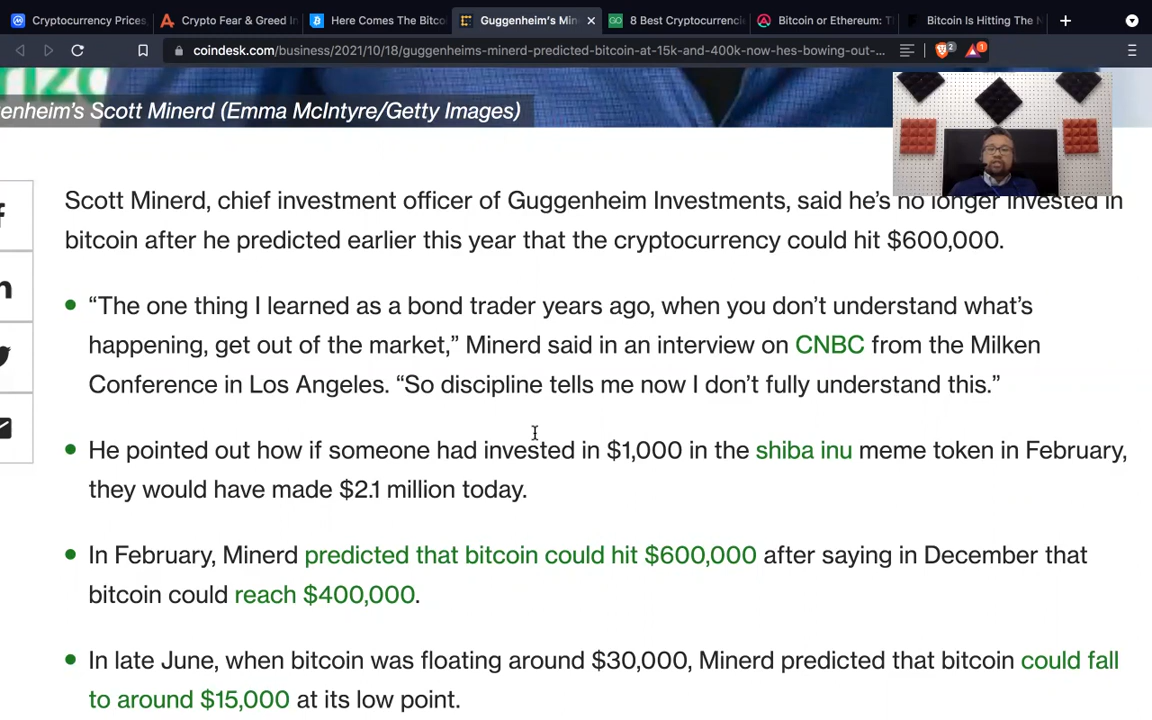 Cryptocurrency Prices,
Crypto Fear & Greed In
Here Comes The Bitco
Guggenheim's Min
8 Best Cryptocurrenci
Bitcoin or Ethereum: Th
Bitcoin Is Hitting The N
coindesk.com/business/2021/10/18/guggenheims-minerd-predicted-bitcoin-at-15k-and-400k-now-hes-bowing-out-...
2
1
enheim's Scott Minerd (Emma McIntyre/Getty Images)
Scott Minerd, chief investment officer of Guggenheim Investments, said he's no longer invested in
bitcoin after he predicted earlier this year that the cryptocurrency could hit $600,000.
“The one thing I learned as a bond trader years ago, when you don't understand what's
happening, get out of the market,” Minerd said in an interview on CNBC from the Milken
Conference in Los Angeles. “So discipline tells me now I don't fully understand this.”
He pointed out how if someone had invested in $1,000 in the shiba inu meme token in February,
they would have made $2.1 million today.
In February, Minerd predicted that bitcoin could hit $600,000 after saying in December that
bitcoin could reach $400,000.
In late June, when bitcoin was floating around $30,000, Minerd predicted that bitcoin could fall
to around $15,000 at its low point.